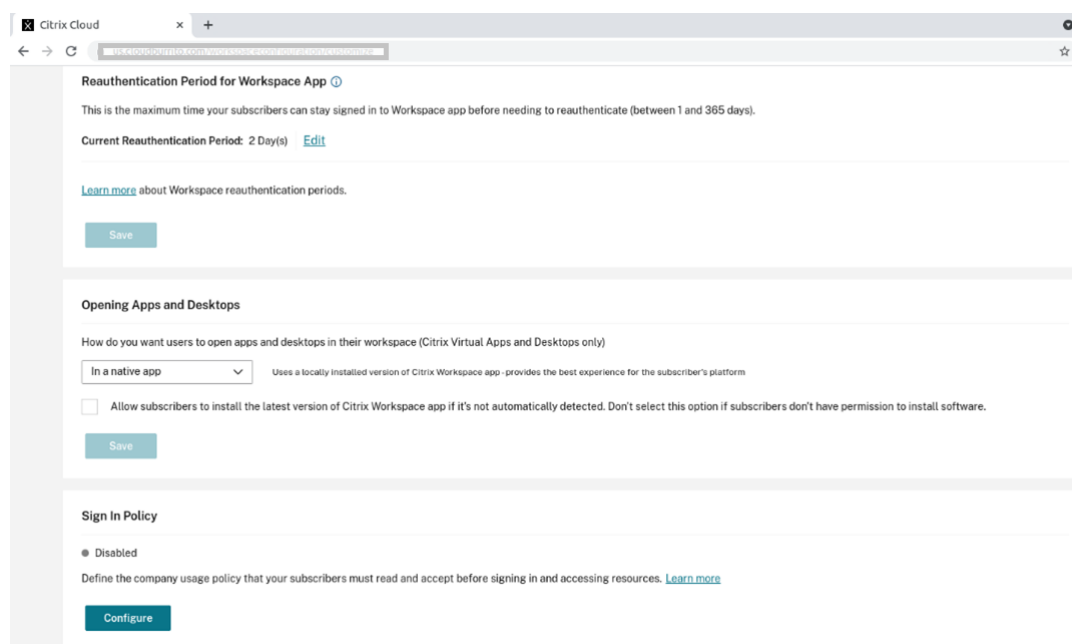 Citrix Cloud
us.cloudburrito.com/workspaceconfiguration/customize
Reauthentication Period for Workspace App
This is the maximum time your subscribers can stay signed in to Workspace app before needing to reauthenticate (between 1 and 365 days).
Current Reauthentication Period: 2 Day(s) Edit
Learn more about Workspace reauthentication periods.
Save
Opening Apps and Desktops
How do you want users to open apps and desktops in their workspace (Citrix Virtual Apps and Desktops only)
In a native app Uses a locally installed version of Citrix Workspace app - provides the best experience for the subscriber's platform
Allow subscribers to install the latest version of Citrix Workspace app if it's not automatically detected. Don't select this option if subscribers don't have permission to install software.
Save
Sign In Policy
Disabled
Define the company usage policy that your subscribers must read and accept before signing in and accessing resources. Learn more
Configure